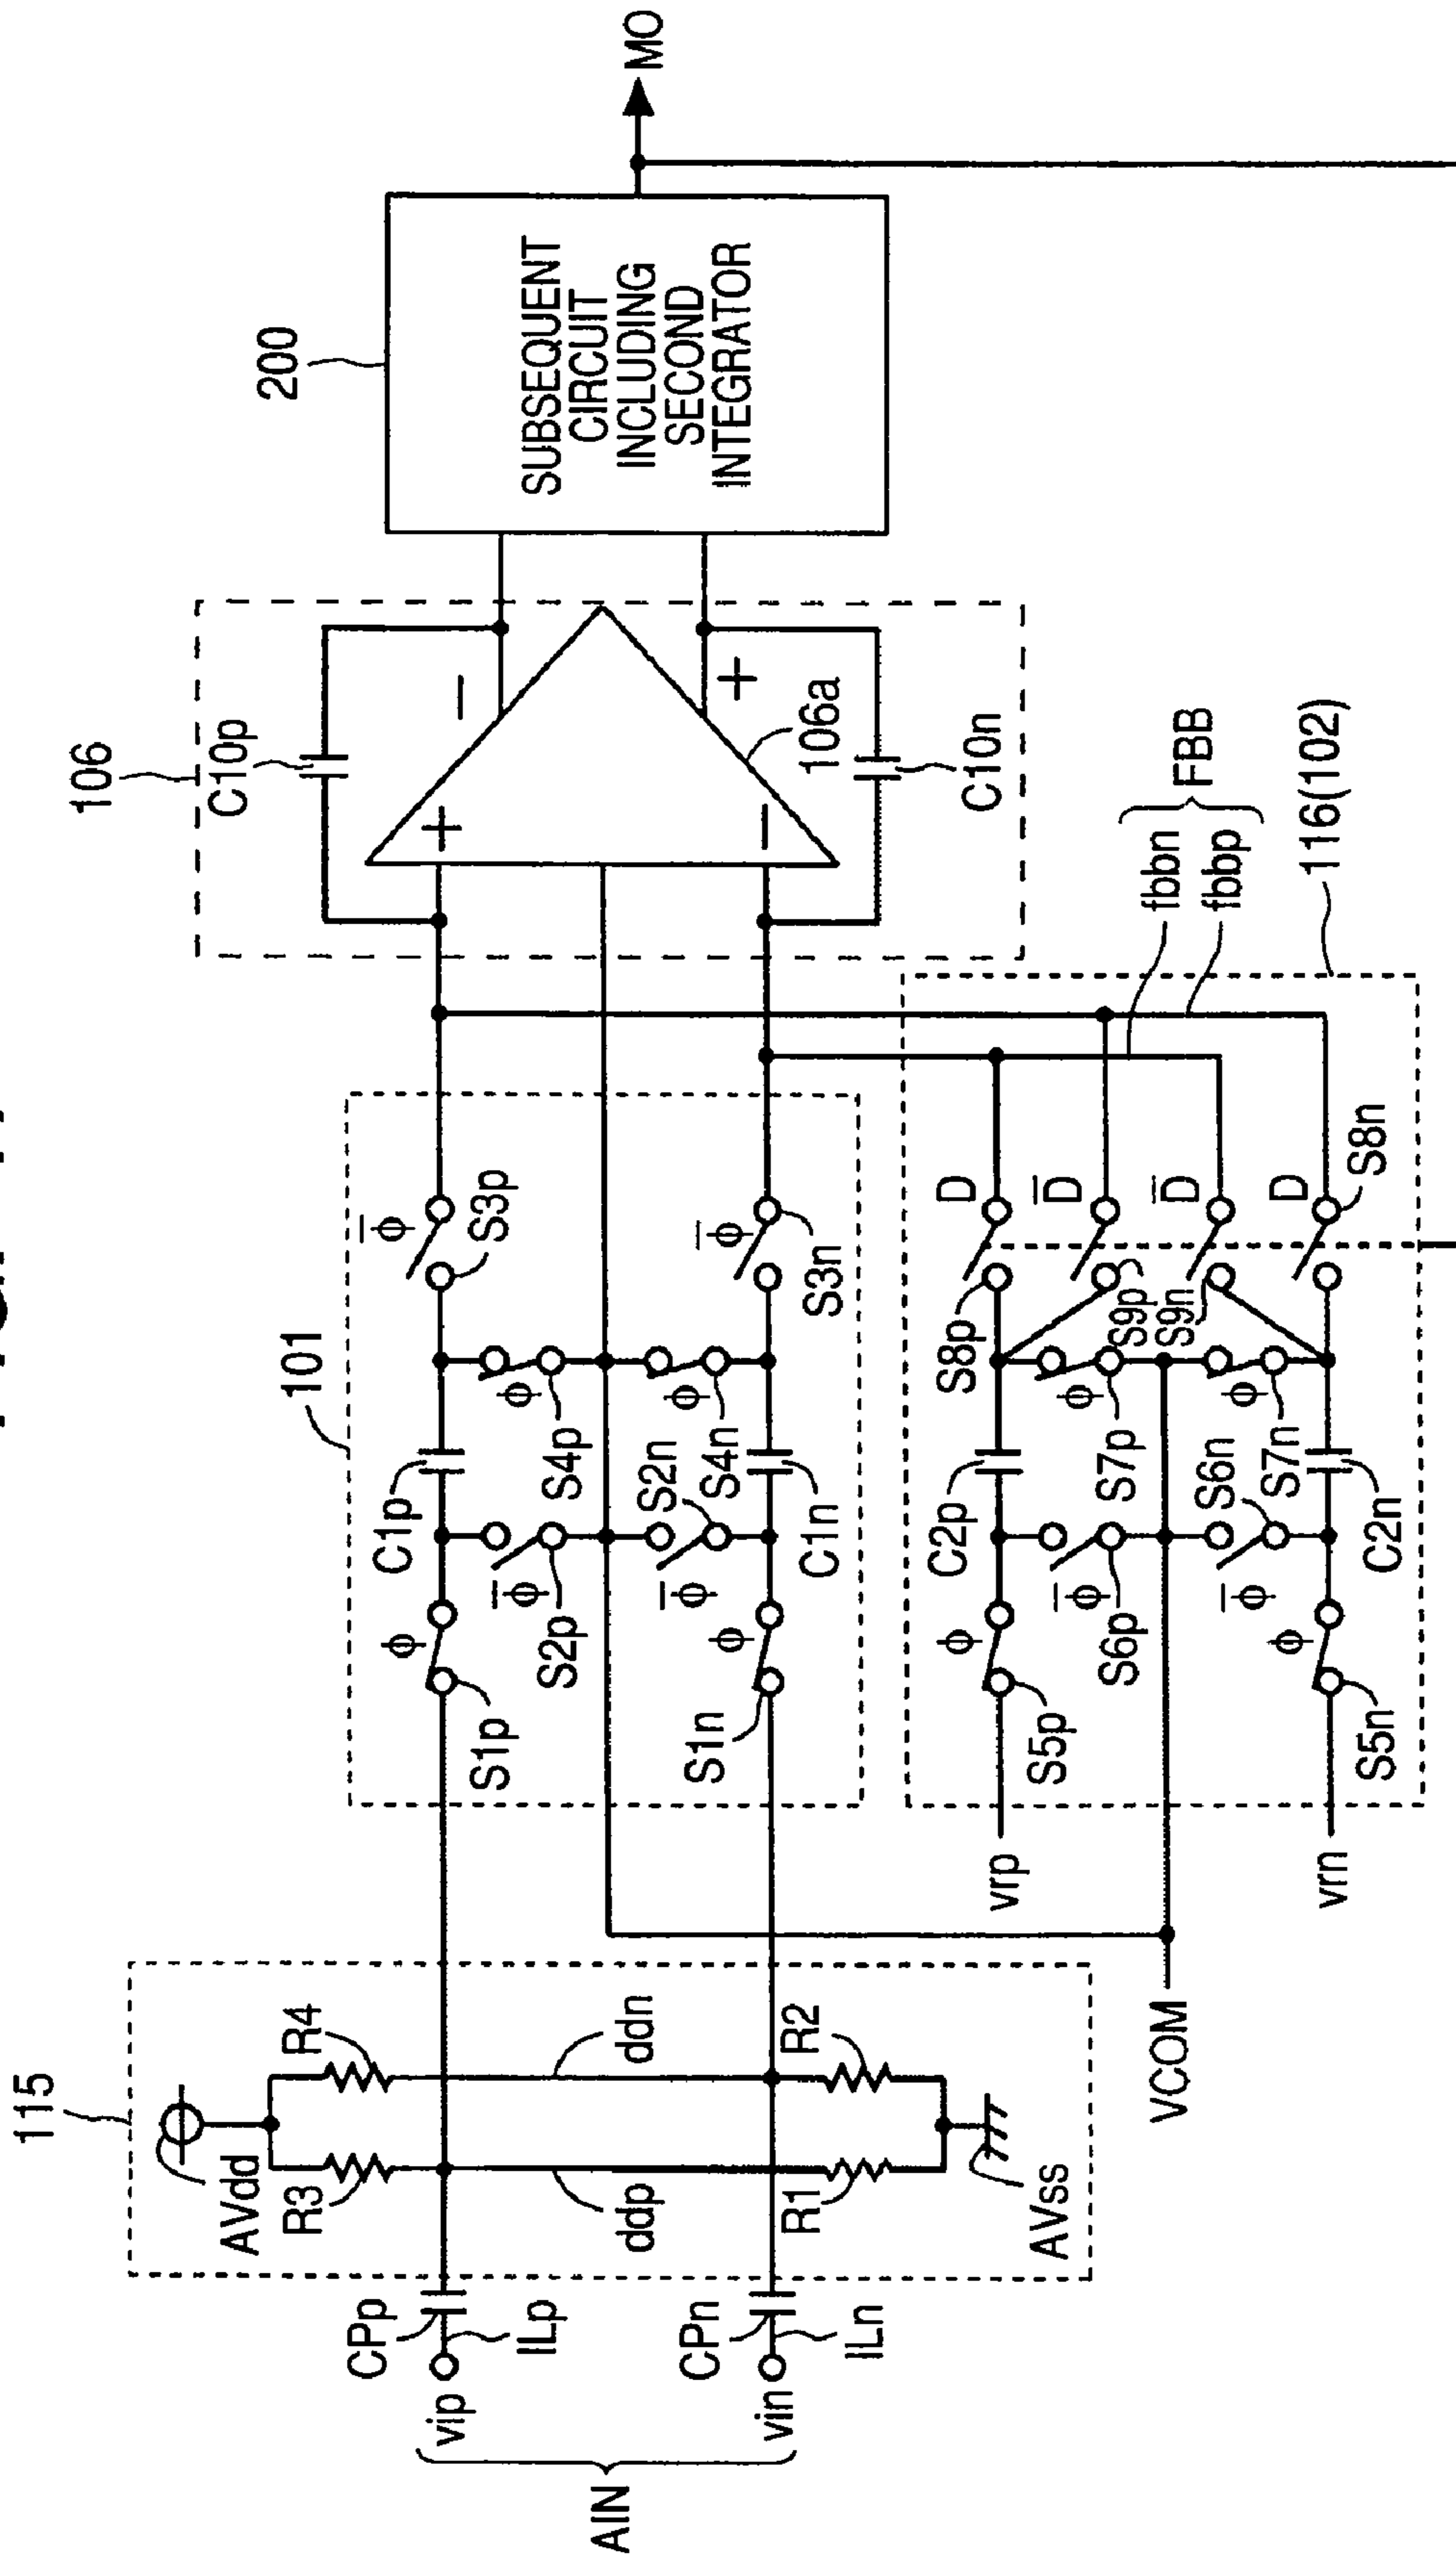 115
AVdd
R3
R4
ddp
ddn
R1
R2
AVss
AIN
vip
vin
CPp
ILp
CPn
ILn
VCOM
101
S1p
ϕ
C1p
S2p
ϕ̅
S4p
ϕ
S3p
ϕ̅
S1n
ϕ
S2n
ϕ̅
C1n
S4n
ϕ
S3n
ϕ̅
106
C10p
+
−
−
+
106a
C10n
200
SUBSEQUENT
CIRCUIT
INCLUDING
SECOND
INTEGRATOR
MO
vrp
vrn
S5p
ϕ
C2p
S6p
ϕ̅
S7p
ϕ
S8p
D
S9p
D̅
S9n
D̅
S8n
D
S5n
ϕ
S6n
ϕ̅
C2n
S7n
ϕ
fbbn
fbbp
FBB
116(102)